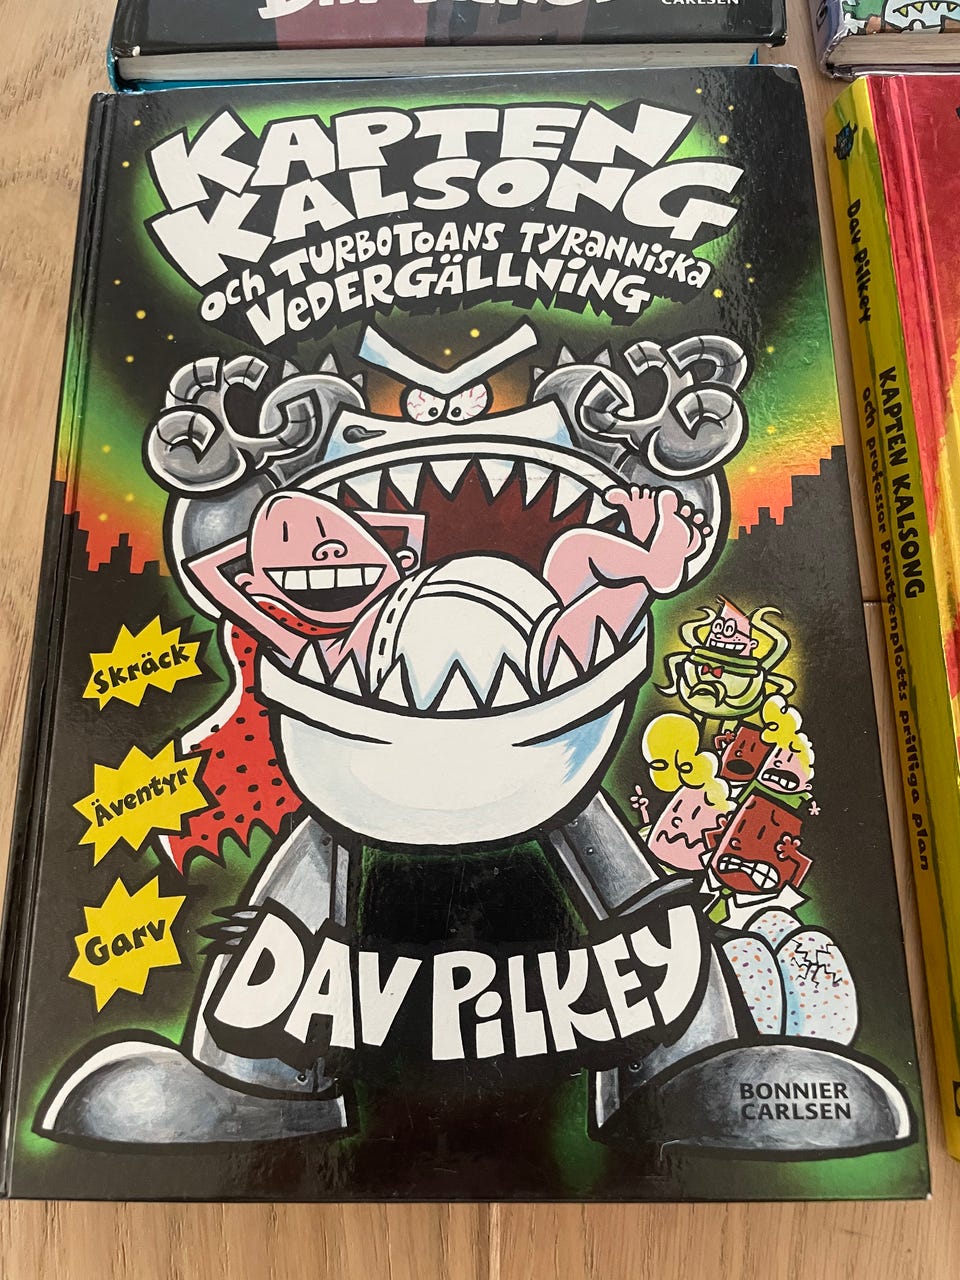 CARLSEN
KAPTEN
KALSONG
och TURBOTOANS TYRANNISKA
VEDERGÄLLNING
Skräck
Äventyr
Garv
DAV PILKEY
BONNIER
CARLSEN
Dav Pilkey
KAPTEN KALSONG
och professor Pruttenplotts prilliga plan